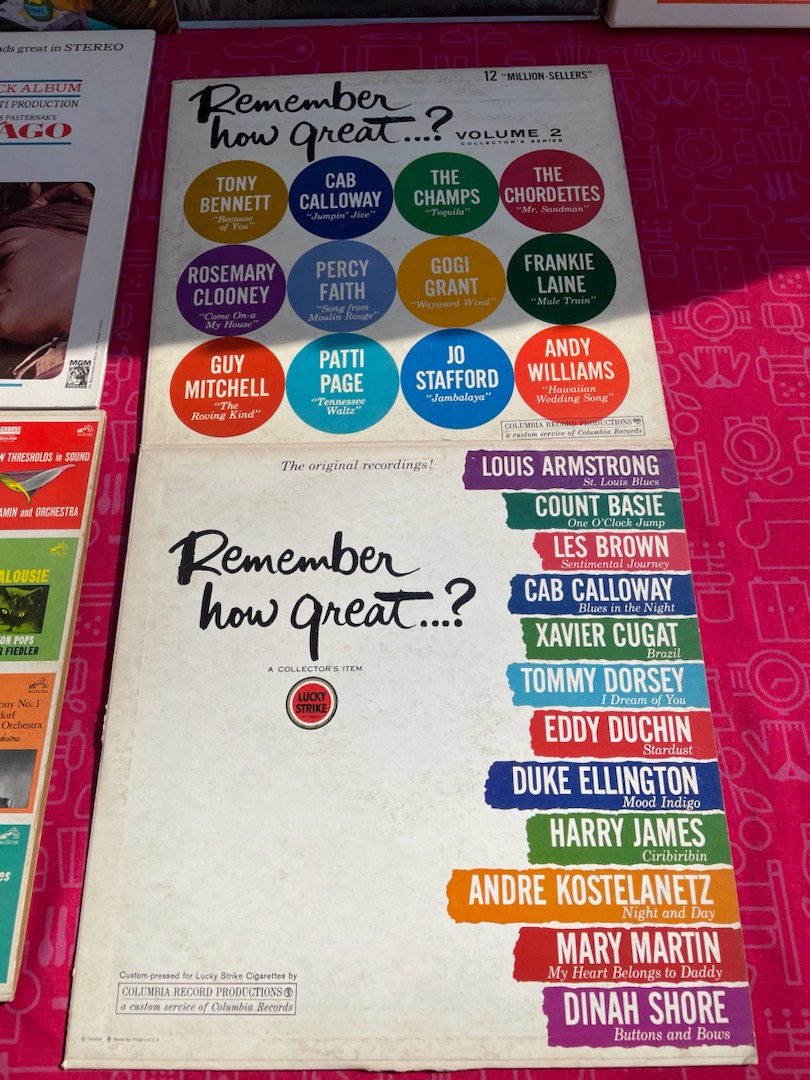 ds great in STEREO
CK ALBUM
TI PRODUCTION
S PASTERNAK'S
AGO
MGM
W THRESHOLDS in SOUND
AMIN and ORCHESTRA
ALOUSIE
ON POPS
R FIEDLER
ony No. 1
dorf
Orchestra
es
12 "MILLION-SELLERS"
Remember
how great...?
VOLUME 2
COLLECTOR'S SERIES
TONY
BENNETT
"Because
of You"
CAB
CALLOWAY
"Jumpin' Jive"
THE
CHAMPS
"Tequila"
THE
CHORDETTES
"Mr. Sandman"
ROSEMARY
CLOONEY
"Come On-a
My House"
PERCY
FAITH
"Song from
Moulin Rouge"
GOGI
GRANT
"Wayward Wind"
FRANKIE
LAINE
"Mule Train"
GUY
MITCHELL
"The
Roving Kind"
PATTI
PAGE
"Tennessee
Waltz"
JO
STAFFORD
"Jambalaya"
ANDY
WILLIAMS
"Hawaiian
Wedding Song"
COLUMBIA RECORD PRODUCTIONS
a custom service of Columbia Records
The original recordings!
Remember
how great...?
A COLLECTOR'S ITEM
LUCKY
STRIKE
LOUIS ARMSTRONG
St. Louis Blues
COUNT BASIE
One O'Clock Jump
LES BROWN
Sentimental Journey
CAB CALLOWAY
Blues in the Night
XAVIER CUGAT
Brazil
TOMMY DORSEY
I Dream of You
EDDY DUCHIN
Stardust
DUKE ELLINGTON
Mood Indigo
HARRY JAMES
Ciribiribin
ANDRE KOSTELANETZ
Night and Day
MARY MARTIN
My Heart Belongs to Daddy
DINAH SHORE
Buttons and Bows
Custom-pressed for Lucky Strike Cigarettes by
COLUMBIA RECORD PRODUCTIONS
a custom service of Columbia Records